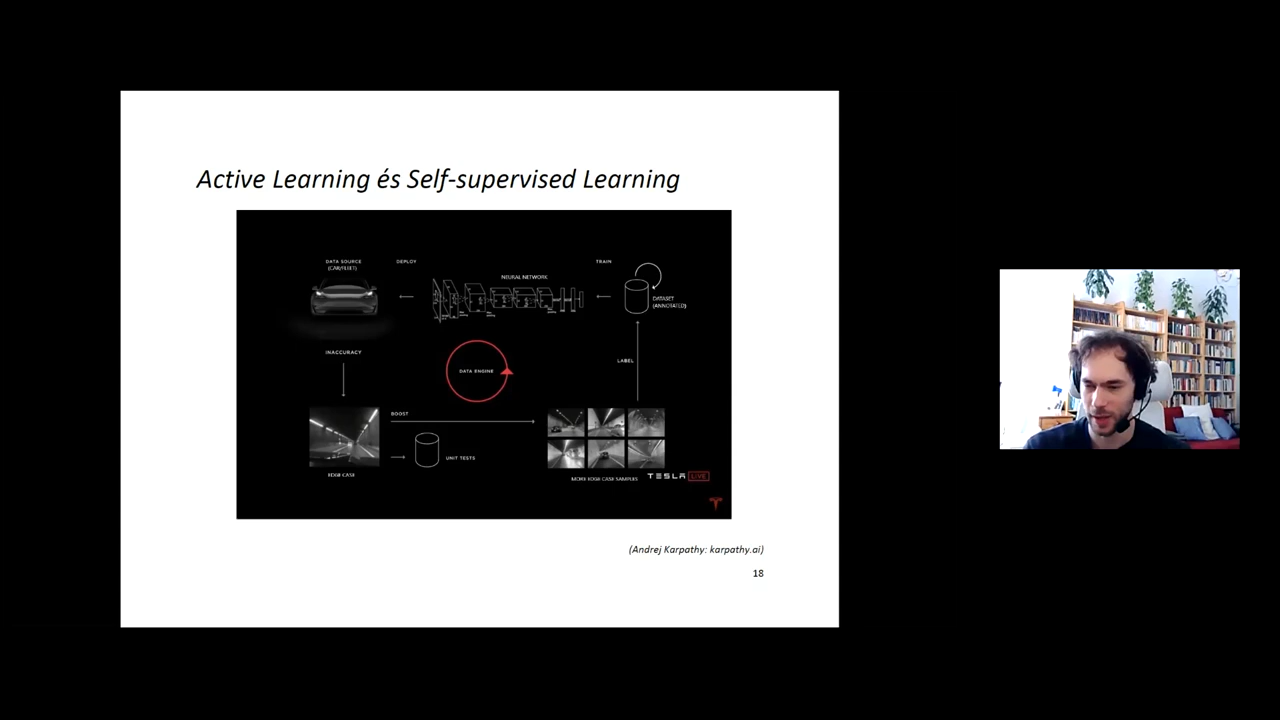 Active Learning és Self-supervised Learning
DATA SOURCE
(CAR/FLEET)
DEPLOY
NEURAL NETWORK
TRAIN
DATASET
(ANNOTATED)
INACCURACY
DATA ENGINE
LABEL
BOOST
UNIT TESTS
EDGE CASE
MORE EDGE CASE SAMPLES
TESLA LIVE
(Andrej Karpathy: karpathy.ai)
18